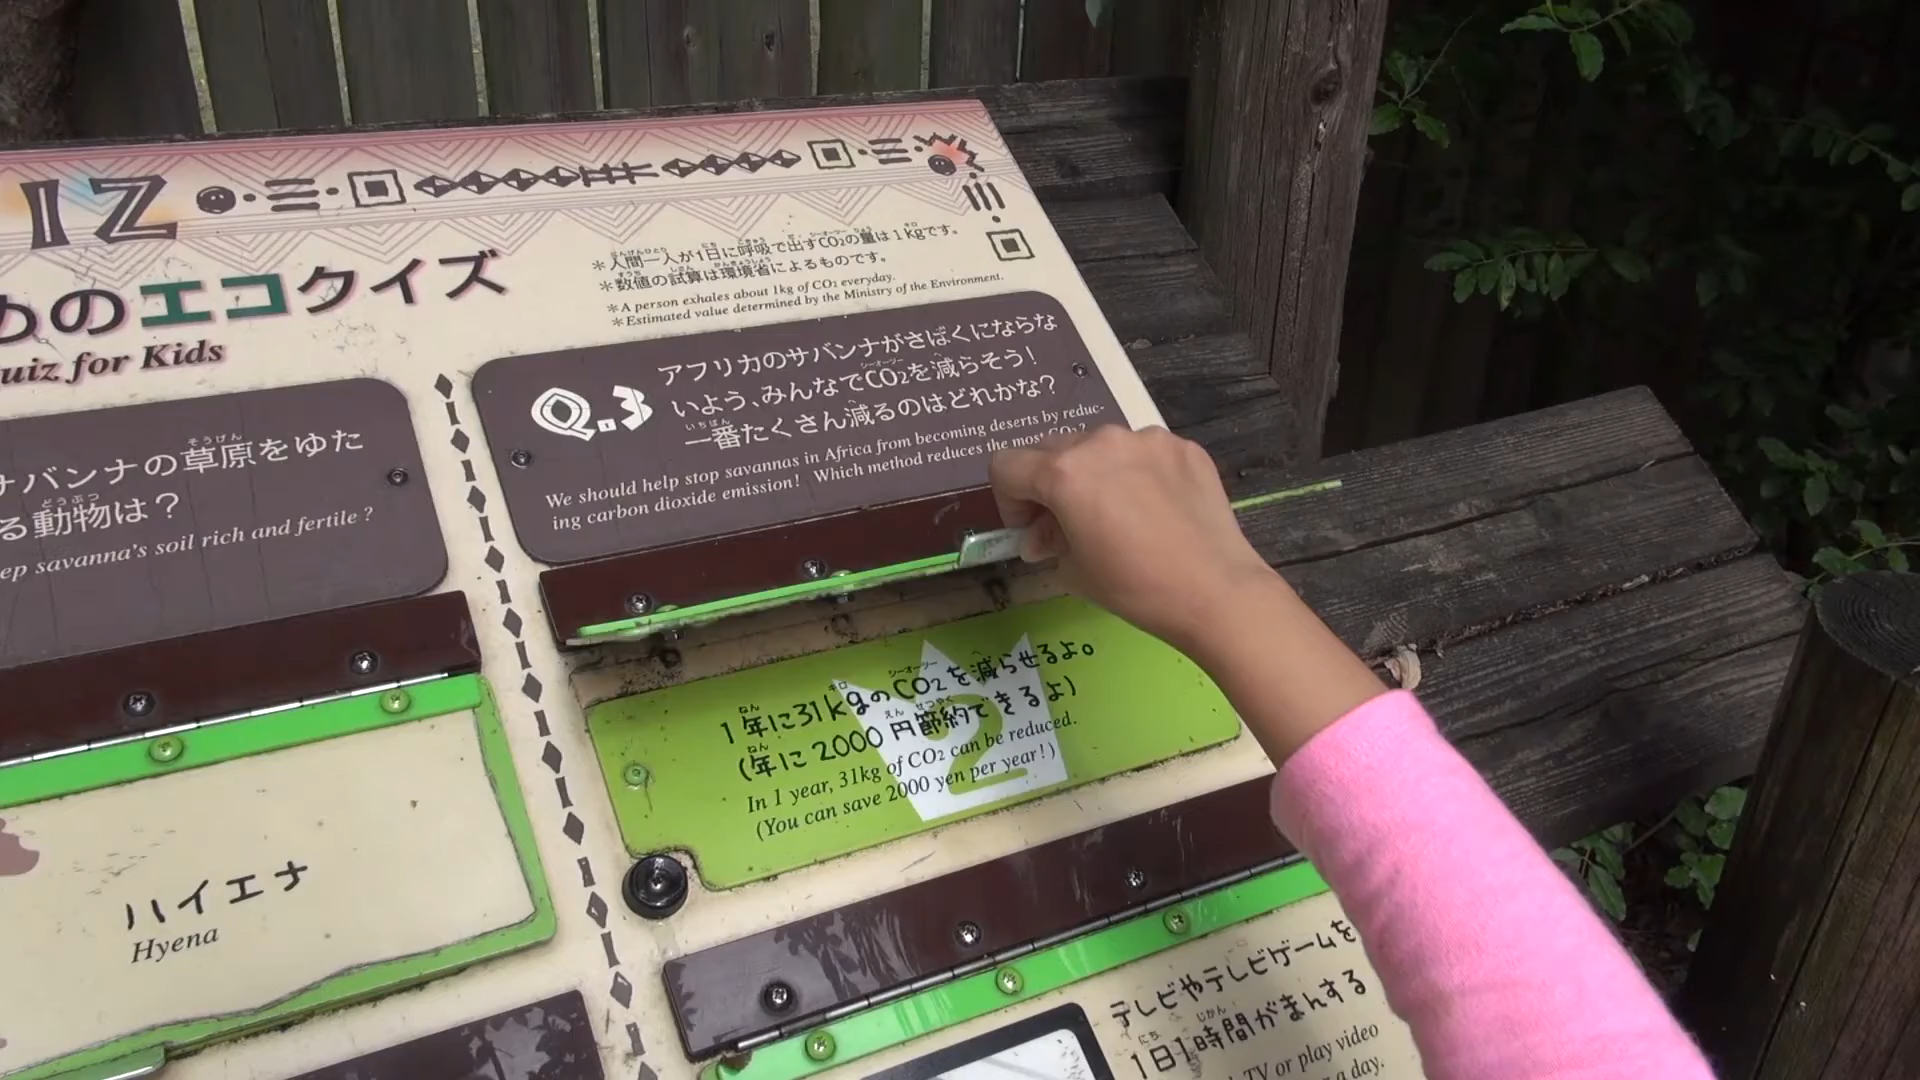 IZ
めのエコクイズ
uiz for Kids
*人間一人が1日に呼吸で出すCO2の量は1kgです。
*数値の試算は環境省によるものです。
*A person exhales about 1kg of CO2 everyday.
*Estimated value determined by the Ministry of the Environment.
サバンナの草原をゆた
る動物は?
eep savanna's soil rich and fertile ?
Q.3
アフリカのサバンナがさばくにならな
いよう、みんなでCO2を減らそう!
一番たくさん減るのはどれかな?
We should help stop savannas in Africa from becoming deserts by reduc-
ing carbon dioxide emission! Which method reduces the most CO2?
2
1年に31kgのCO2を減らせるよ。
(年に2000円節約できるよ)
In 1 year, 31kg of CO2 can be reduced.
(You can save 2000 yen per year!)
ハイエナ
Hyena
テレビやテレビゲームを
1日1時間がまんする
TV or play video
a day.